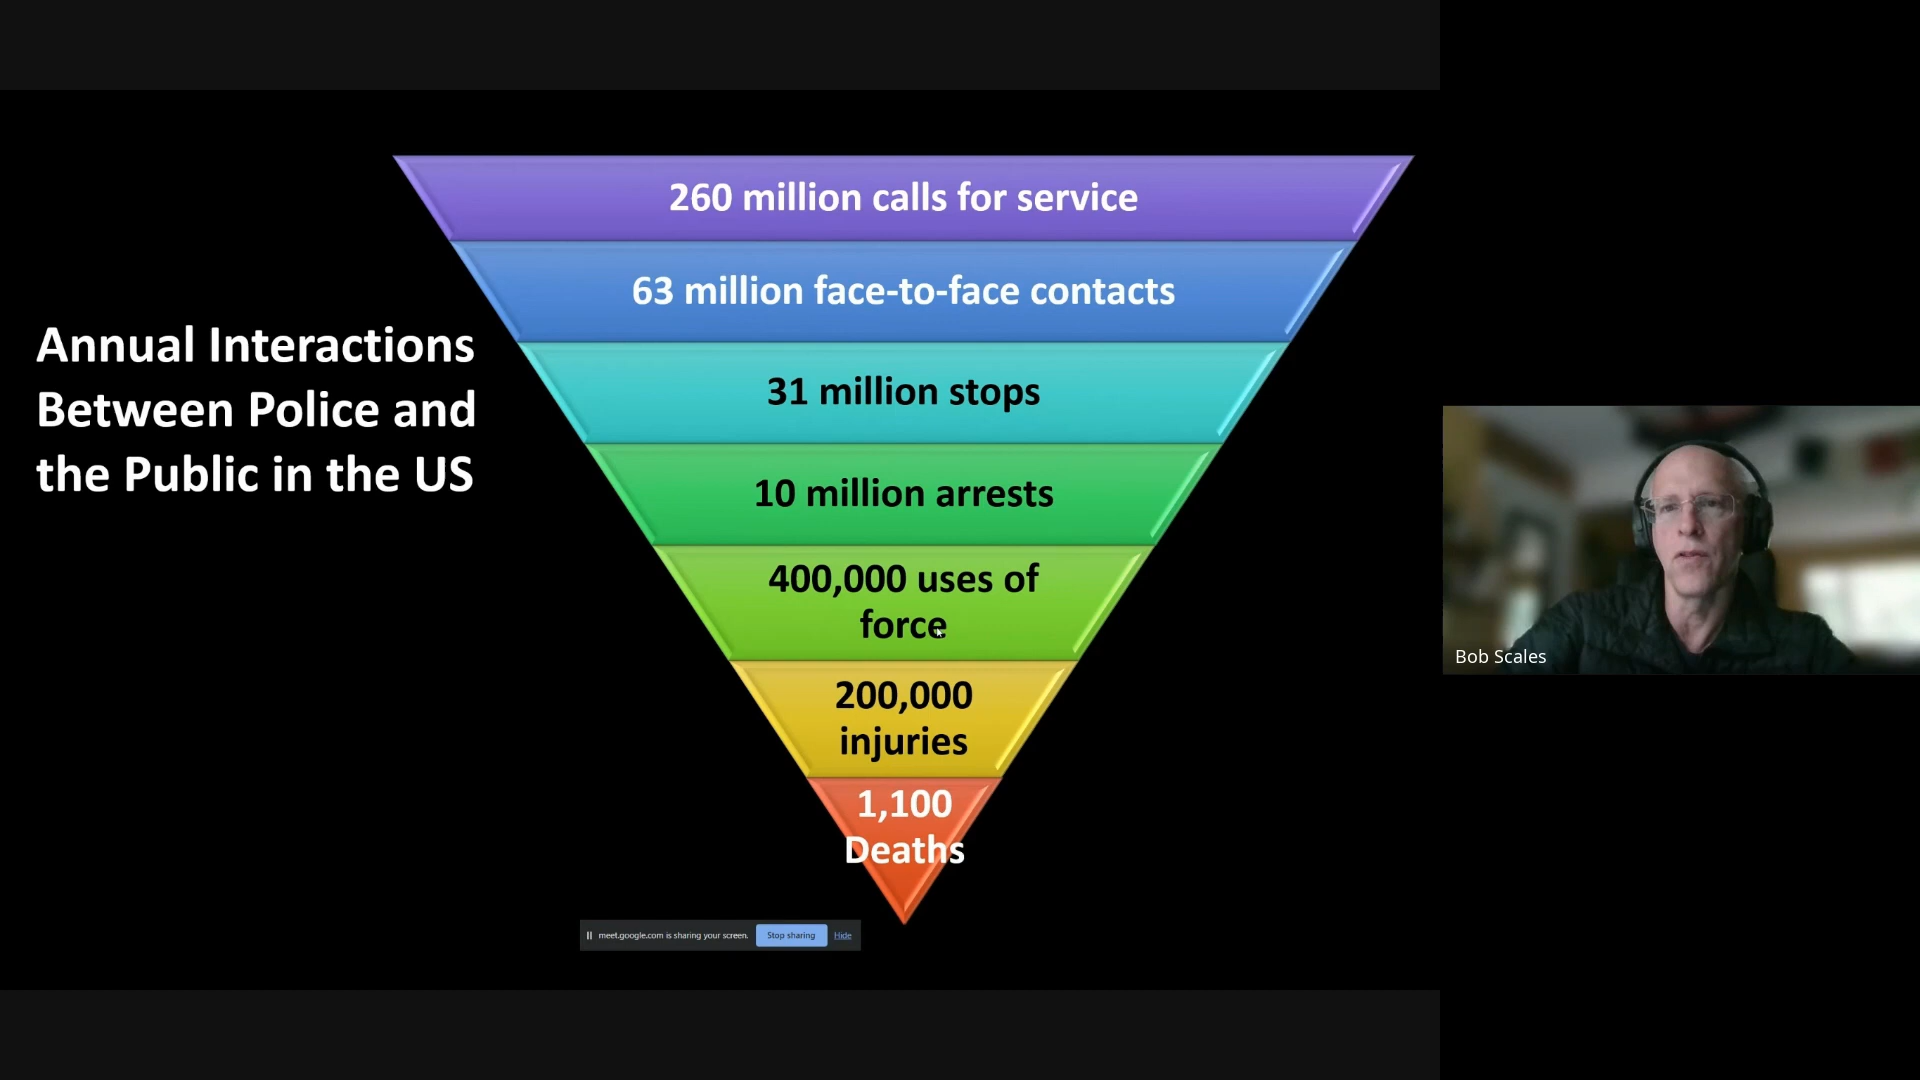 260 million calls for service
63 million face-to-face contacts
Annual Interactions
Between Police and
the Public in the US
31 million stops
10 million arrests
400,000 uses of
force
200,000
injuries
1,100
Deaths
Bob Scales
meet.google.com is sharing your screen.
Stop sharing
Hide